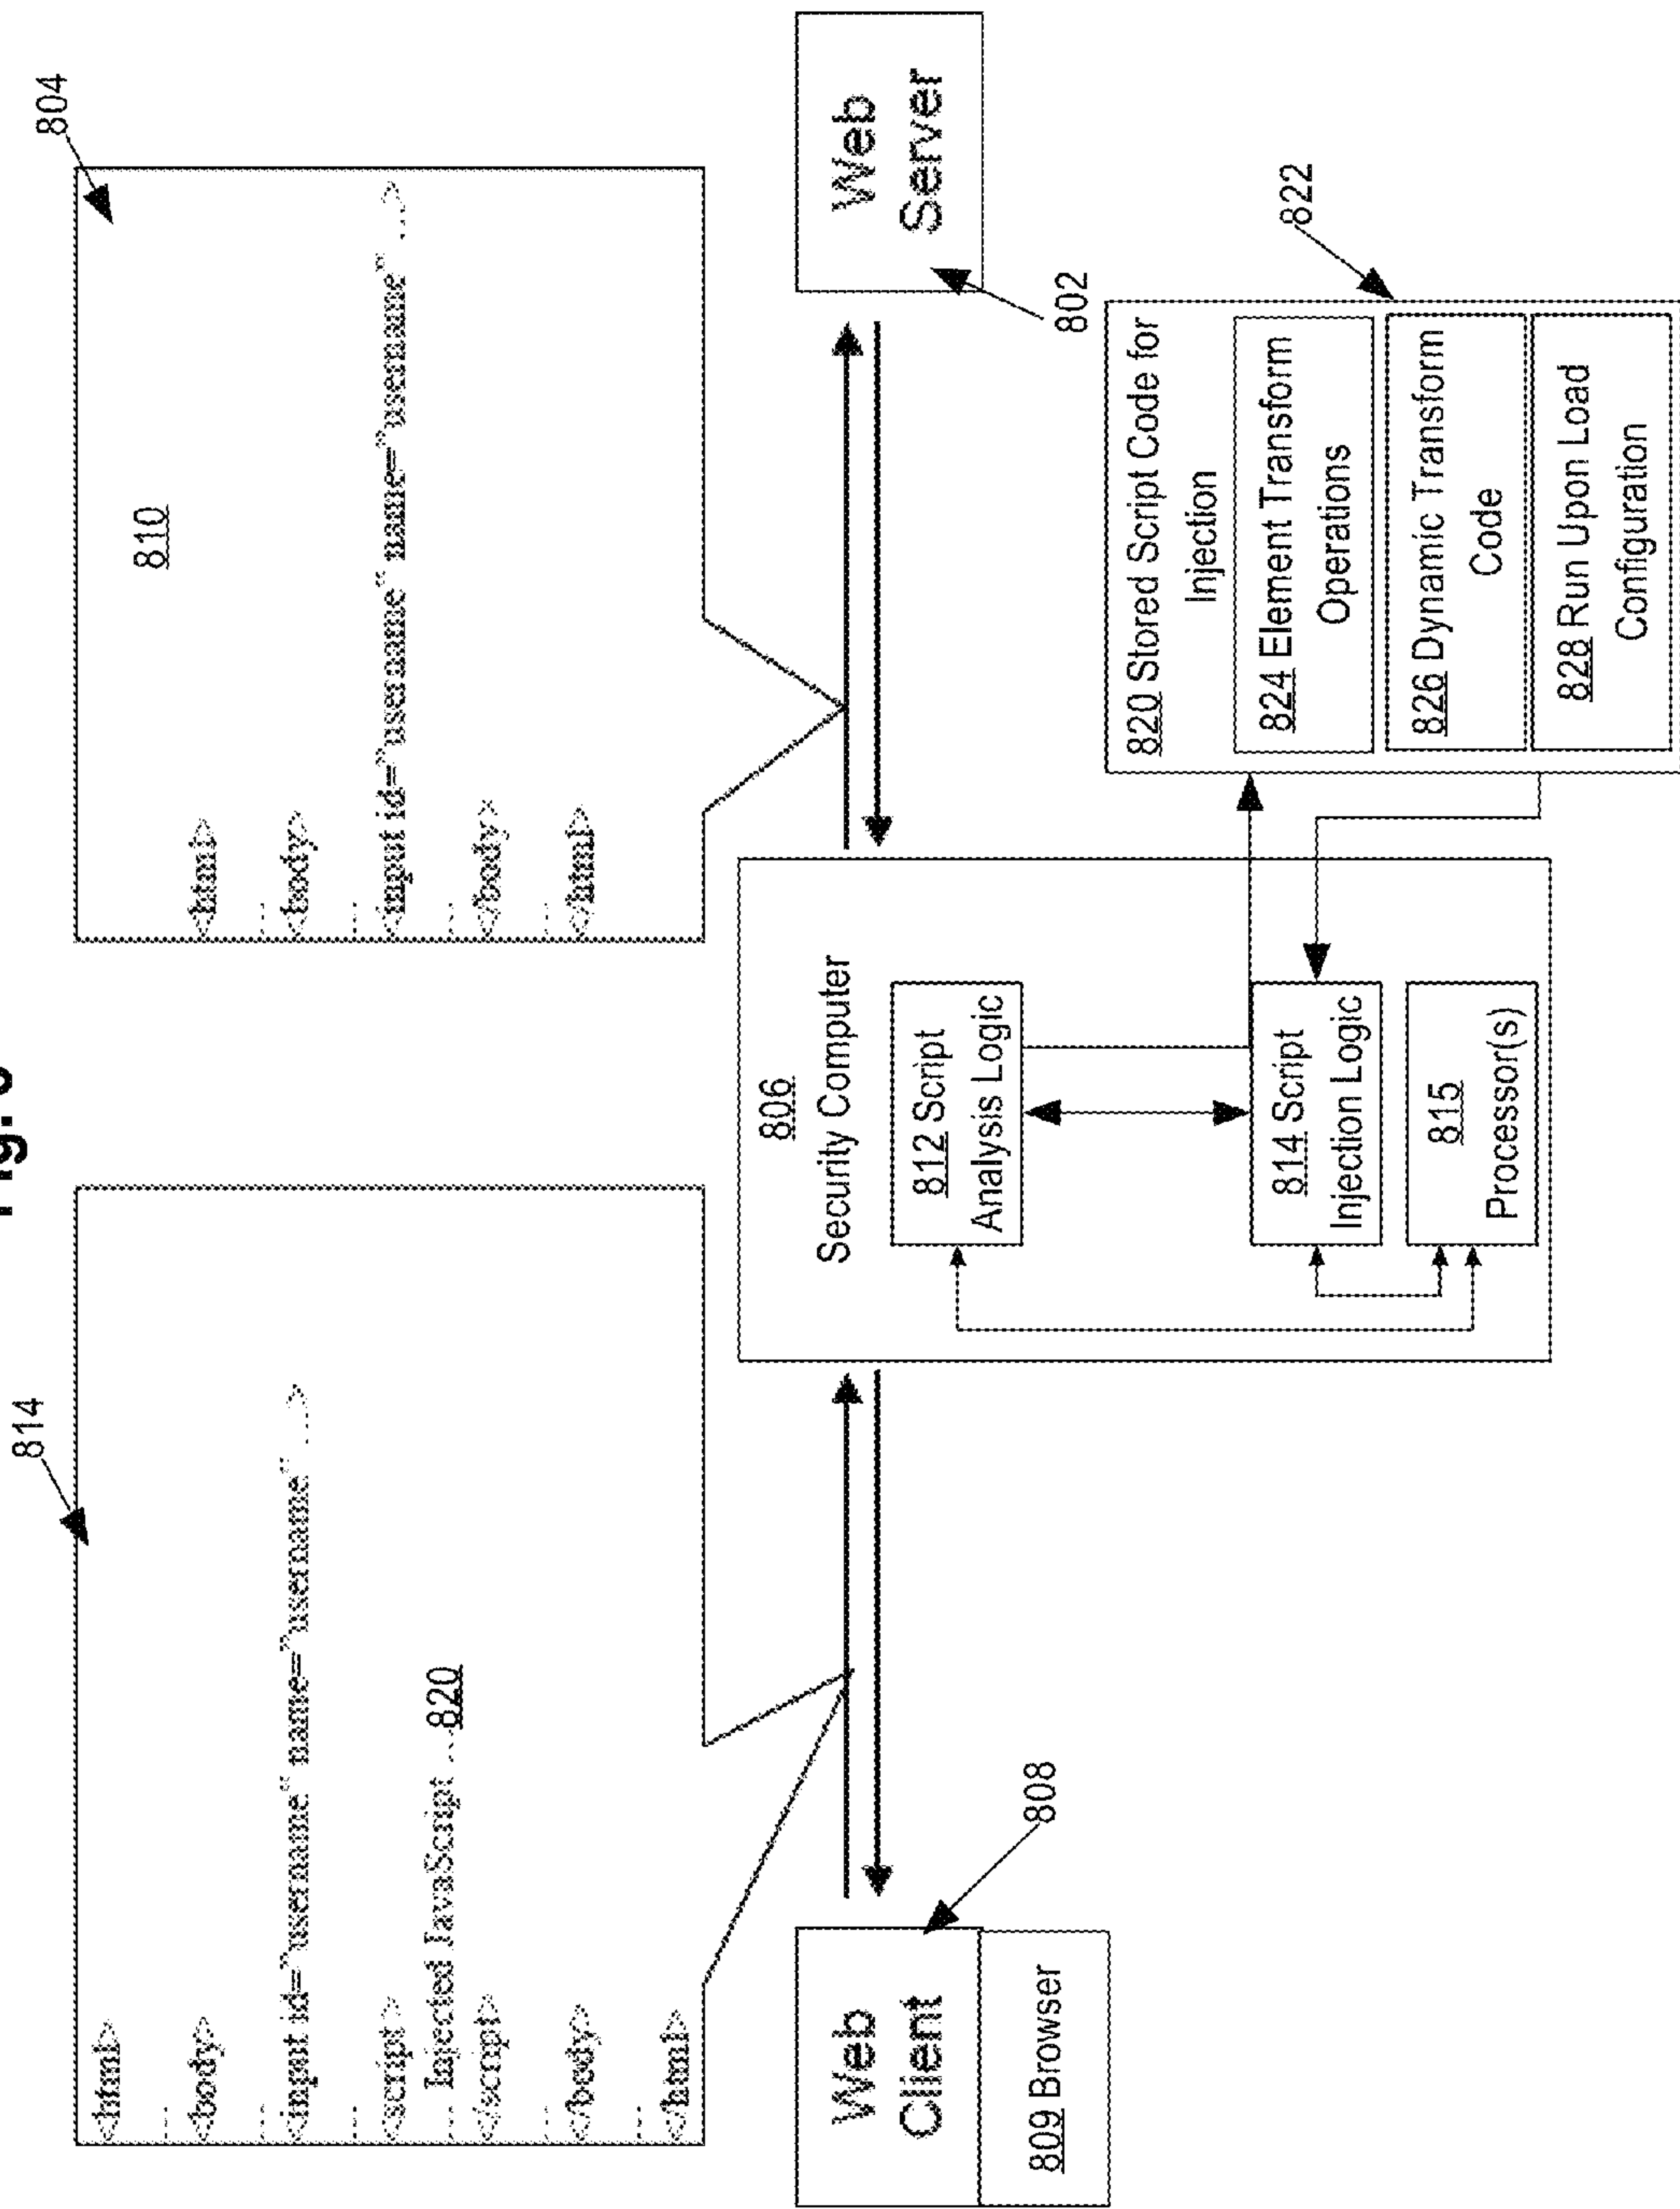 814
<html>
...
<body>
...
<input id="username" name="username" ...>
...
<script>
Injected JavaScript ...820
...
</script>
...
</body>
...
</html>
804
810
<html>
...
<body>
...
<input id="username" name="username" ...>
...
</body>
...
</html>
Web
Client
809 Browser
808
806
Security Computer
812 Script
Analysis Logic
814 Script
Injection Logic
815
Processor(s)
Web
Server
802
822
820 Stored Script Code for
Injection
824 Element Transform
Operations
826 Dynamic Transform
Code
828 Run Upon Load
Configuration